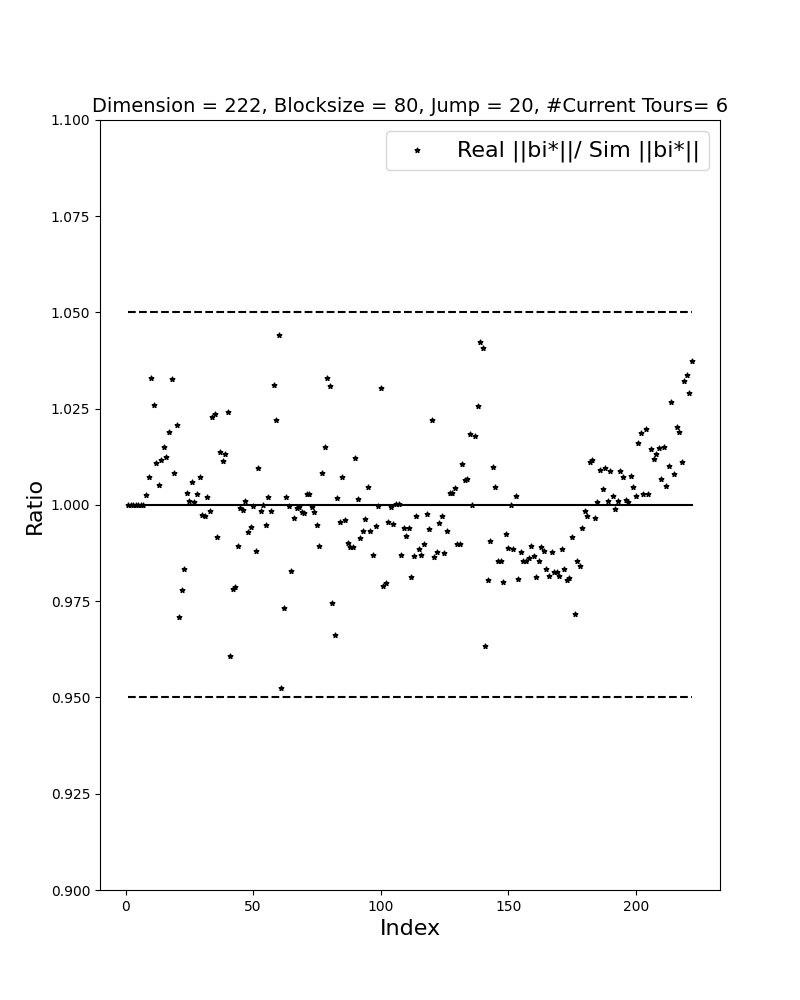 Dimension = 222, Blocksize = 80, Jump = 20, #Current Tours= 6
1.100
Real ||bi*||/ Sim ||bi*||
1.075
1.050
1.025
1.000
Ratio
0.975
0.950
0.925
0.900
0 50 100 150 200
Index